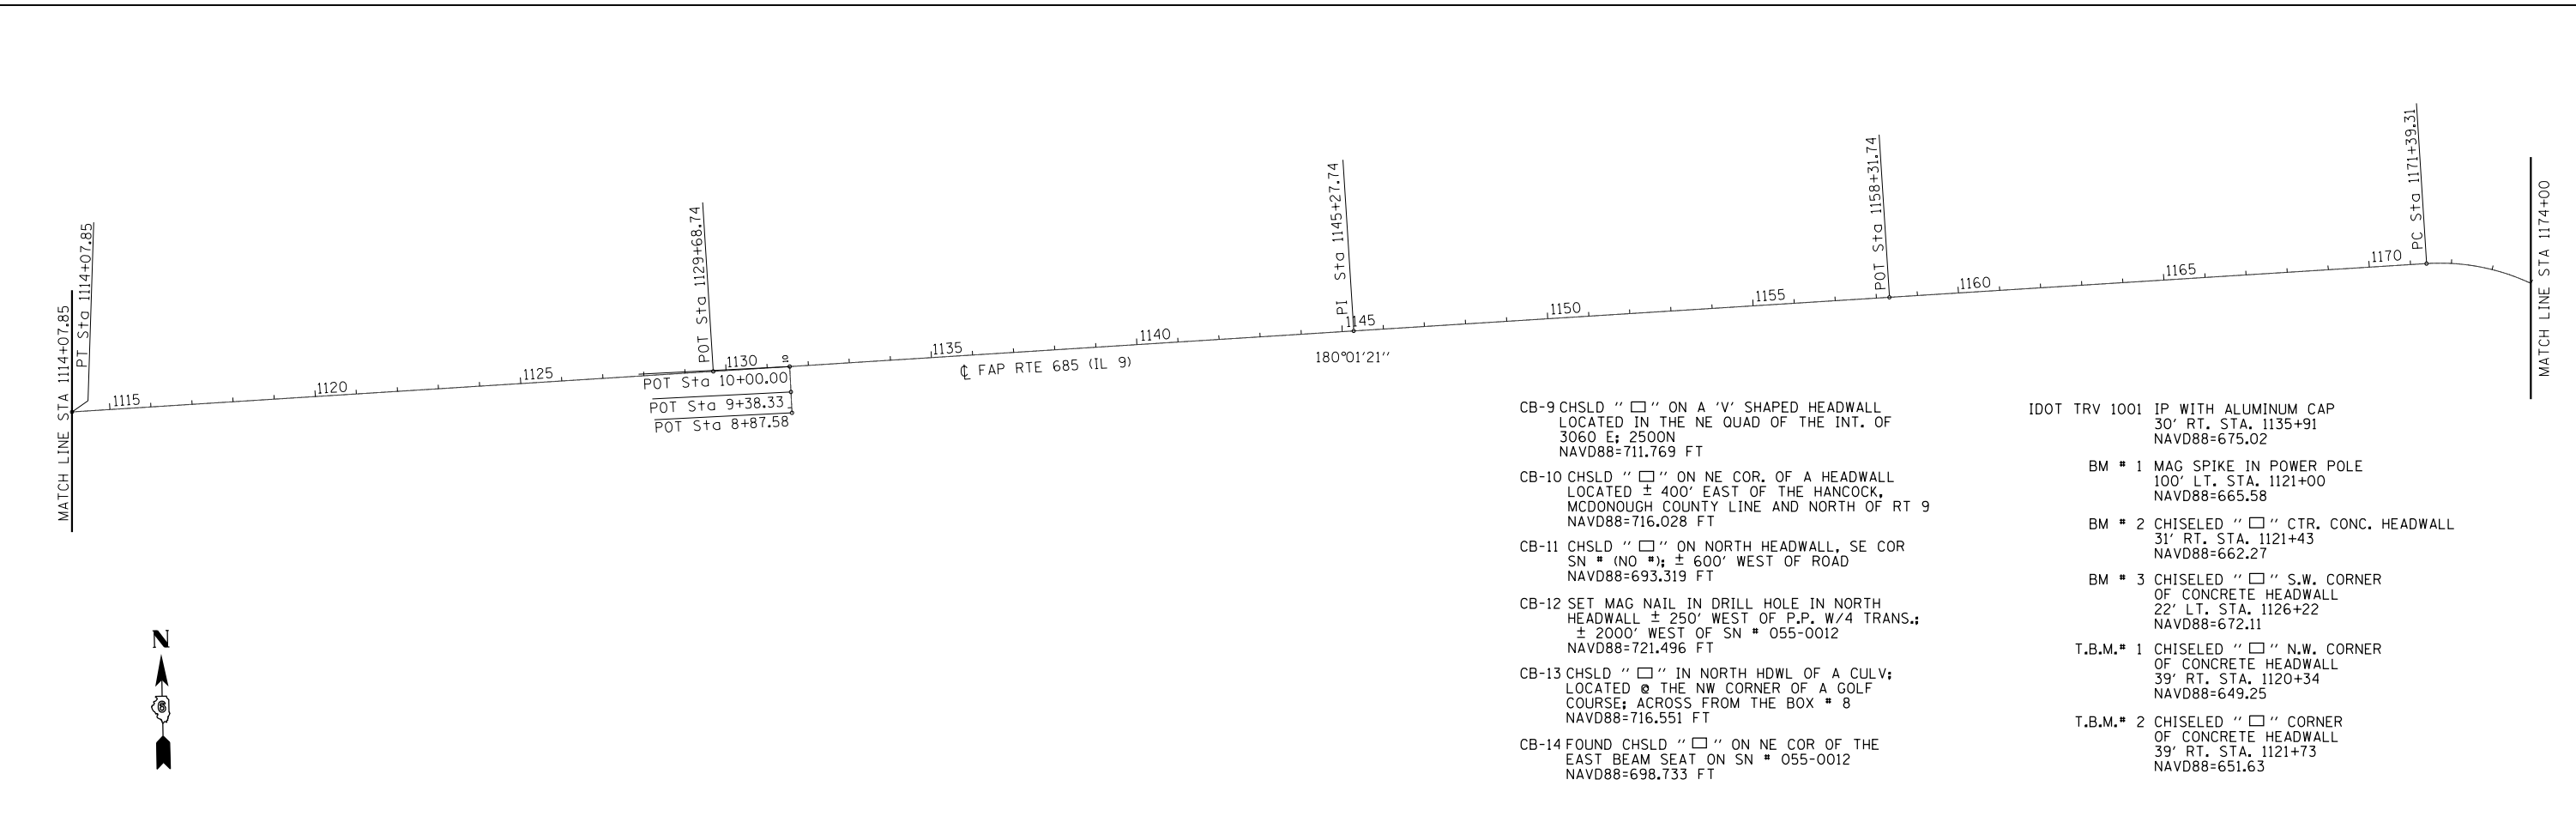 MATCH LINE STA 1114+07.85
PT Sta 1114+07.85
POT Sta 1129+68.74
PI Sta 1145+27.74
POT Sta 1158+31.74
PC Sta 1171+39.31
MATCH LINE STA 1174+00
1115
1120
1125
1130
10
1135
1140
1145
1150
1155
1160
1165
1170
POT Sta 10+00.00
POT Sta 9+38.33
POT Sta 8+87.58
℄ FAP RTE 685 (IL 9)
180°01'21"
CB-9 CHSLD "□" ON A 'V' SHAPED HEADWALL
LOCATED IN THE NE QUAD OF THE INT. OF
3060 E; 2500N
NAVD88=711.769 FT
CB-10 CHSLD "□" ON NE COR. OF A HEADWALL
LOCATED ± 400' EAST OF THE HANCOCK,
MCDONOUGH COUNTY LINE AND NORTH OF RT 9
NAVD88=716.028 FT
CB-11 CHSLD "□" ON NORTH HEADWALL, SE COR
SN # (NO #); ± 600' WEST OF ROAD
NAVD88=693.319 FT
CB-12 SET MAG NAIL IN DRILL HOLE IN NORTH
HEADWALL ± 250' WEST OF P.P. W/4 TRANS.;
± 2000' WEST OF SN # 055-0012
NAVD88=721.496 FT
CB-13 CHSLD "□" IN NORTH HDWL OF A CULV;
LOCATED @ THE NW CORNER OF A GOLF
COURSE; ACROSS FROM THE BOX # 8
NAVD88=716.551 FT
CB-14 FOUND CHSLD "□" ON NE COR OF THE
EAST BEAM SEAT ON SN # 055-0012
NAVD88=698.733 FT
IDOT TRV 1001 IP WITH ALUMINUM CAP
30' RT. STA. 1135+91
NAVD88=675.02
BM # 1 MAG SPIKE IN POWER POLE
100' LT. STA. 1121+00
NAVD88=665.58
BM # 2 CHISELED "□" CTR. CONC. HEADWALL
31' RT. STA. 1121+43
NAVD88=662.27
BM # 3 CHISELED "□" S.W. CORNER
OF CONCRETE HEADWALL
22' LT. STA. 1126+22
NAVD88=672.11
T.B.M.# 1 CHISELED "□" N.W. CORNER
OF CONCRETE HEADWALL
39' RT. STA. 1120+34
NAVD88=649.25
T.B.M.# 2 CHISELED "□" CORNER
OF CONCRETE HEADWALL
39' RT. STA. 1121+73
NAVD88=651.63
N
6